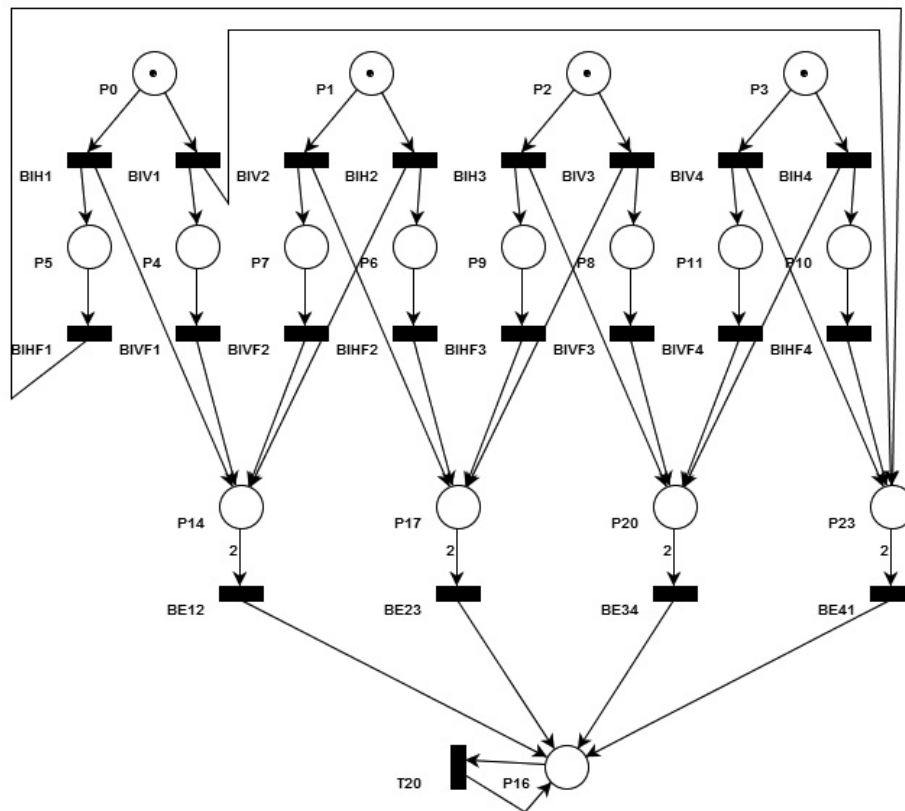 P0 P1 P2 P3
BIH1 BIV1 BIV2 BIH2 BIH3 BIV3 BIV4 BIH4
P5 P4 P7 P6 P9 P8 P11 P10
BIHF1 BIVF1 BIVF2 BIHF2 BIHF3 BIVF3 BIVF4 BIHF4
P14 P17 P20 P23
2 2 2 2
BE12 BE23 BE34 BE41
T20 P16